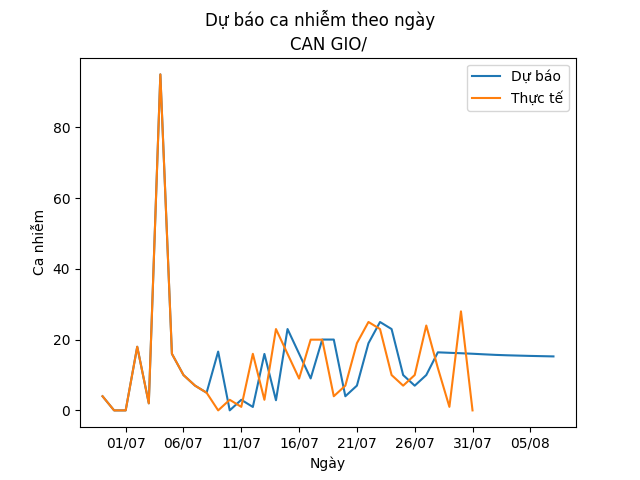 Dự báo ca nhiễm theo ngày
CAN GIO/
Dự báo
Thực tế
Ca nhiễm
80
60
40
20
0
01/07 06/07 11/07 16/07 21/07 26/07 31/07 05/08
Ngày